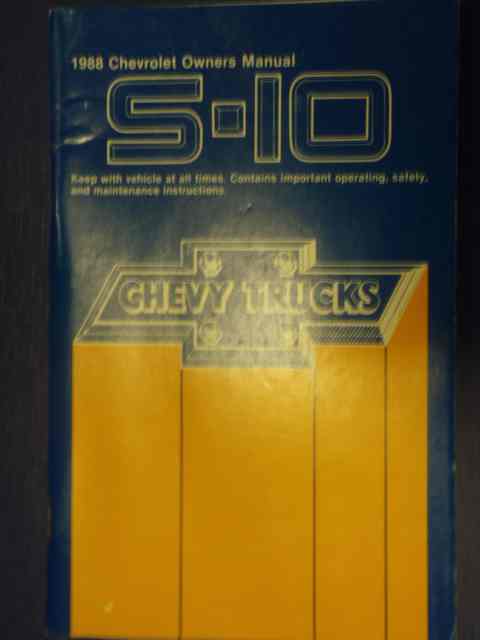 1988 Chevrolet Owners Manual
S-10
Keep with vehicle at all times. Contains important operating, safety,
and maintenance instructions.
CHEVY TRUCKS